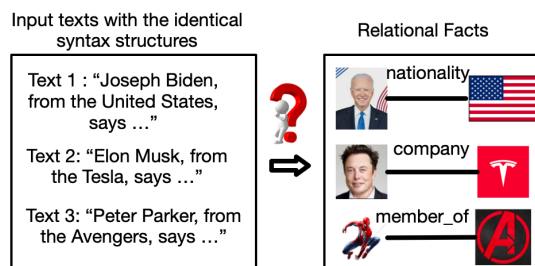 Input texts with the identical
syntax structures
Relational Facts
Text 1 : “Joseph Biden,
from the United States,
says …”
Text 2: “Elon Musk, from
the Tesla, says …”
Text 3: “Peter Parker, from
the Avengers, says …”
nationality
company
member_of